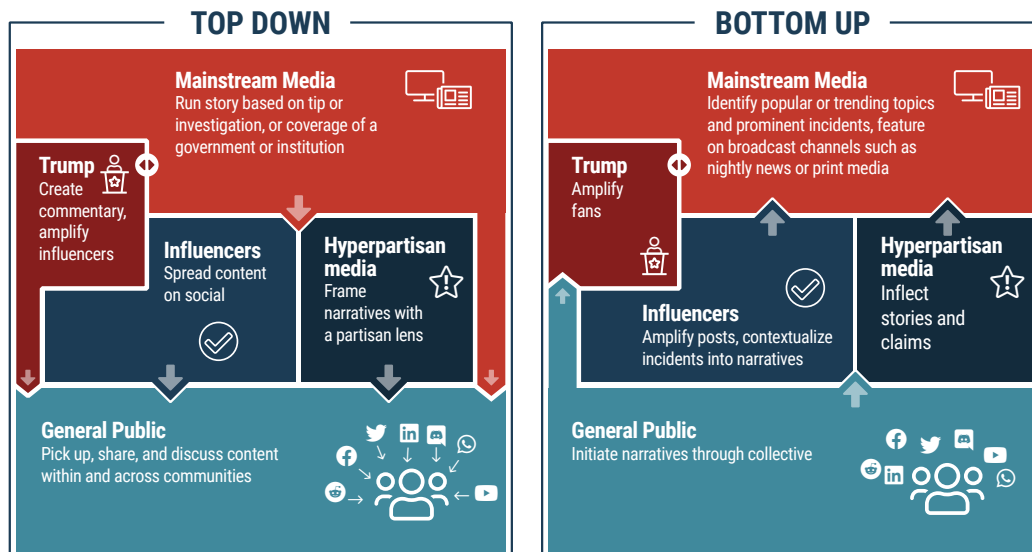 TOP DOWN
Mainstream Media
Run story based on tip or
investigation, or coverage of a
government or institution
Trump
Create
commentary,
amplify
influencers
Influencers
Spread content
on social
Hyperpartisan
media
Frame
narratives with
a partisan lens
General Public
Pick up, share, and discuss content
within and across communities
BOTTOM UP
Mainstream Media
Identify popular or trending topics
and prominent incidents, feature
on broadcast channels such as
nightly news or print media
Trump
Amplify
fans
Influencers
Amplify posts, contextualize
incidents into narratives
Hyperpartisan
media
Inflect
stories and
claims
General Public
Initiate narratives through collective